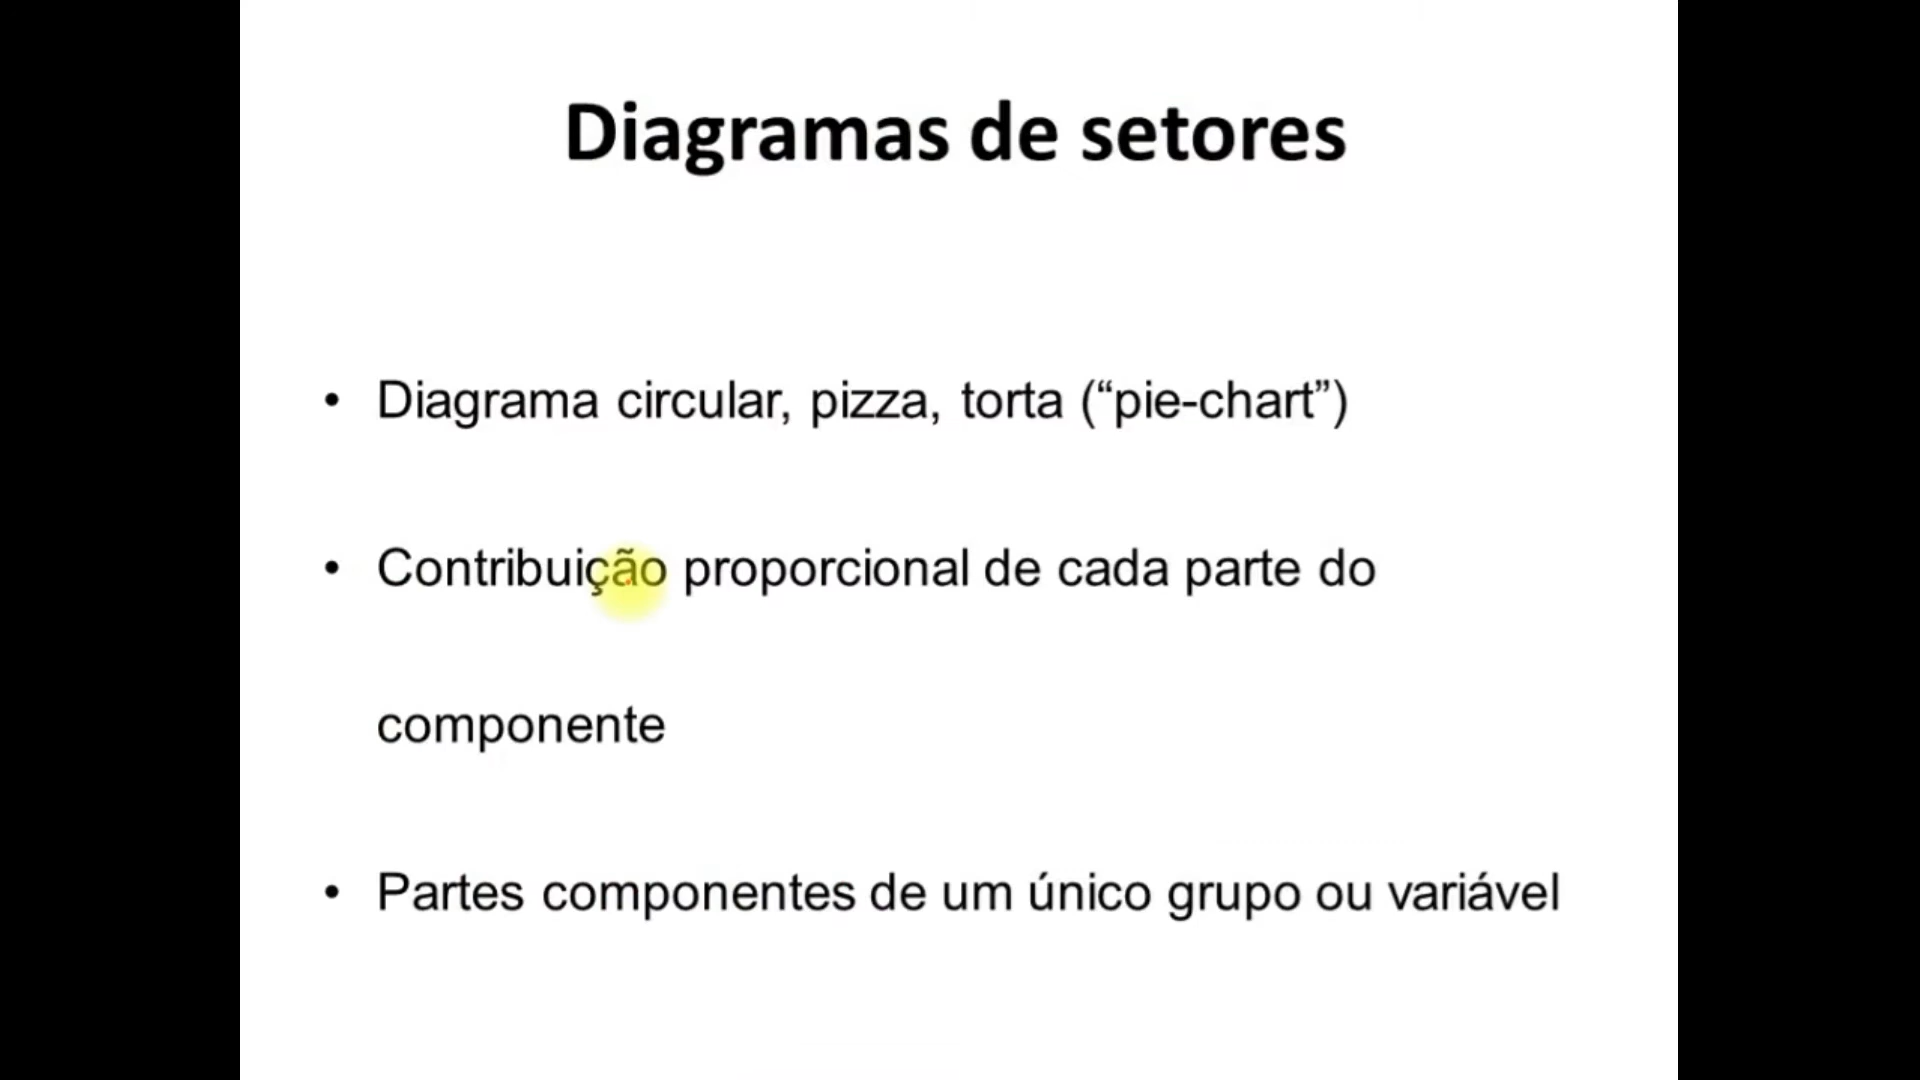 Diagramas de setores
• Diagrama circular, pizza, torta (“pie-chart”)
• Contribuição proporcional de cada parte do
componente
• Partes componentes de um único grupo ou variável